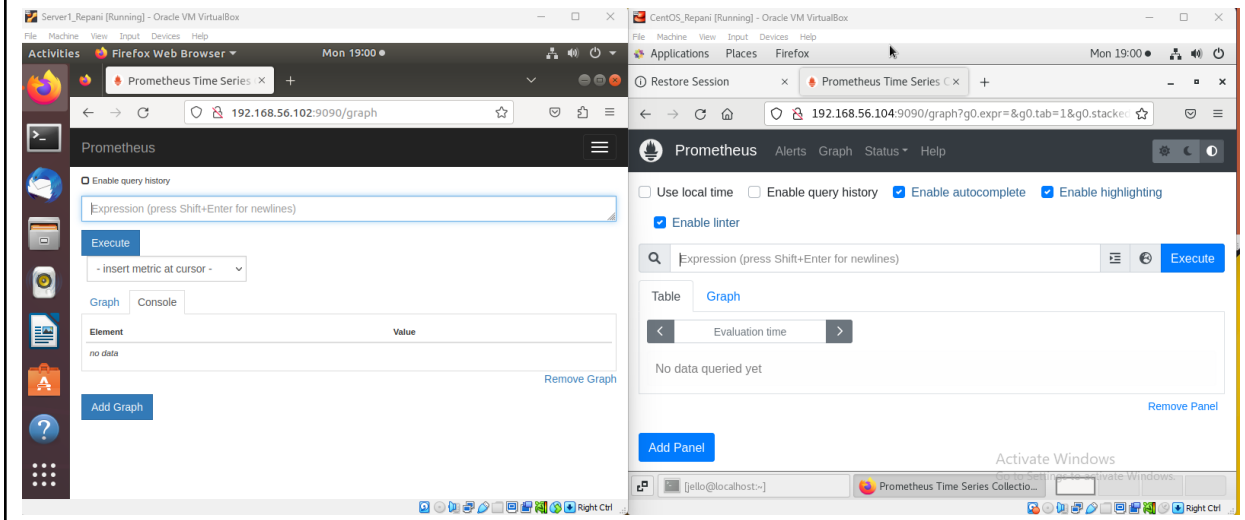 Server1_Repani [Running] - Oracle VM VirtualBox
File Machine View Input Devices Help
Activities Firefox Web Browser Mon 19:00
Prometheus Time Series
192.168.56.102:9090/graph
Prometheus
Enable query history
Expression (press Shift+Enter for newlines)
Execute
- insert metric at cursor -
Graph Console
Element Value
no data
Remove Graph
Add Graph
Right Ctrl
CentOS_Repani [Running] - Oracle VM VirtualBox
File Machine View Input Devices Help
Applications Places Firefox Mon 19:00
Restore Session Prometheus Time Series C
192.168.56.104:9090/graph?g0.expr=&g0.tab=1&g0.stacked
Prometheus Alerts Graph Status Help
Use local time Enable query history Enable autocomplete Enable highlighting
Enable linter
Expression (press Shift+Enter for newlines) Execute
Table Graph
Evaluation time
No data queried yet
Remove Panel
Add Panel
Activate Windows
Go to Settings to activate Windows.
[jello@localhost:~] Prometheus Time Series Collectio...
Right Ctrl